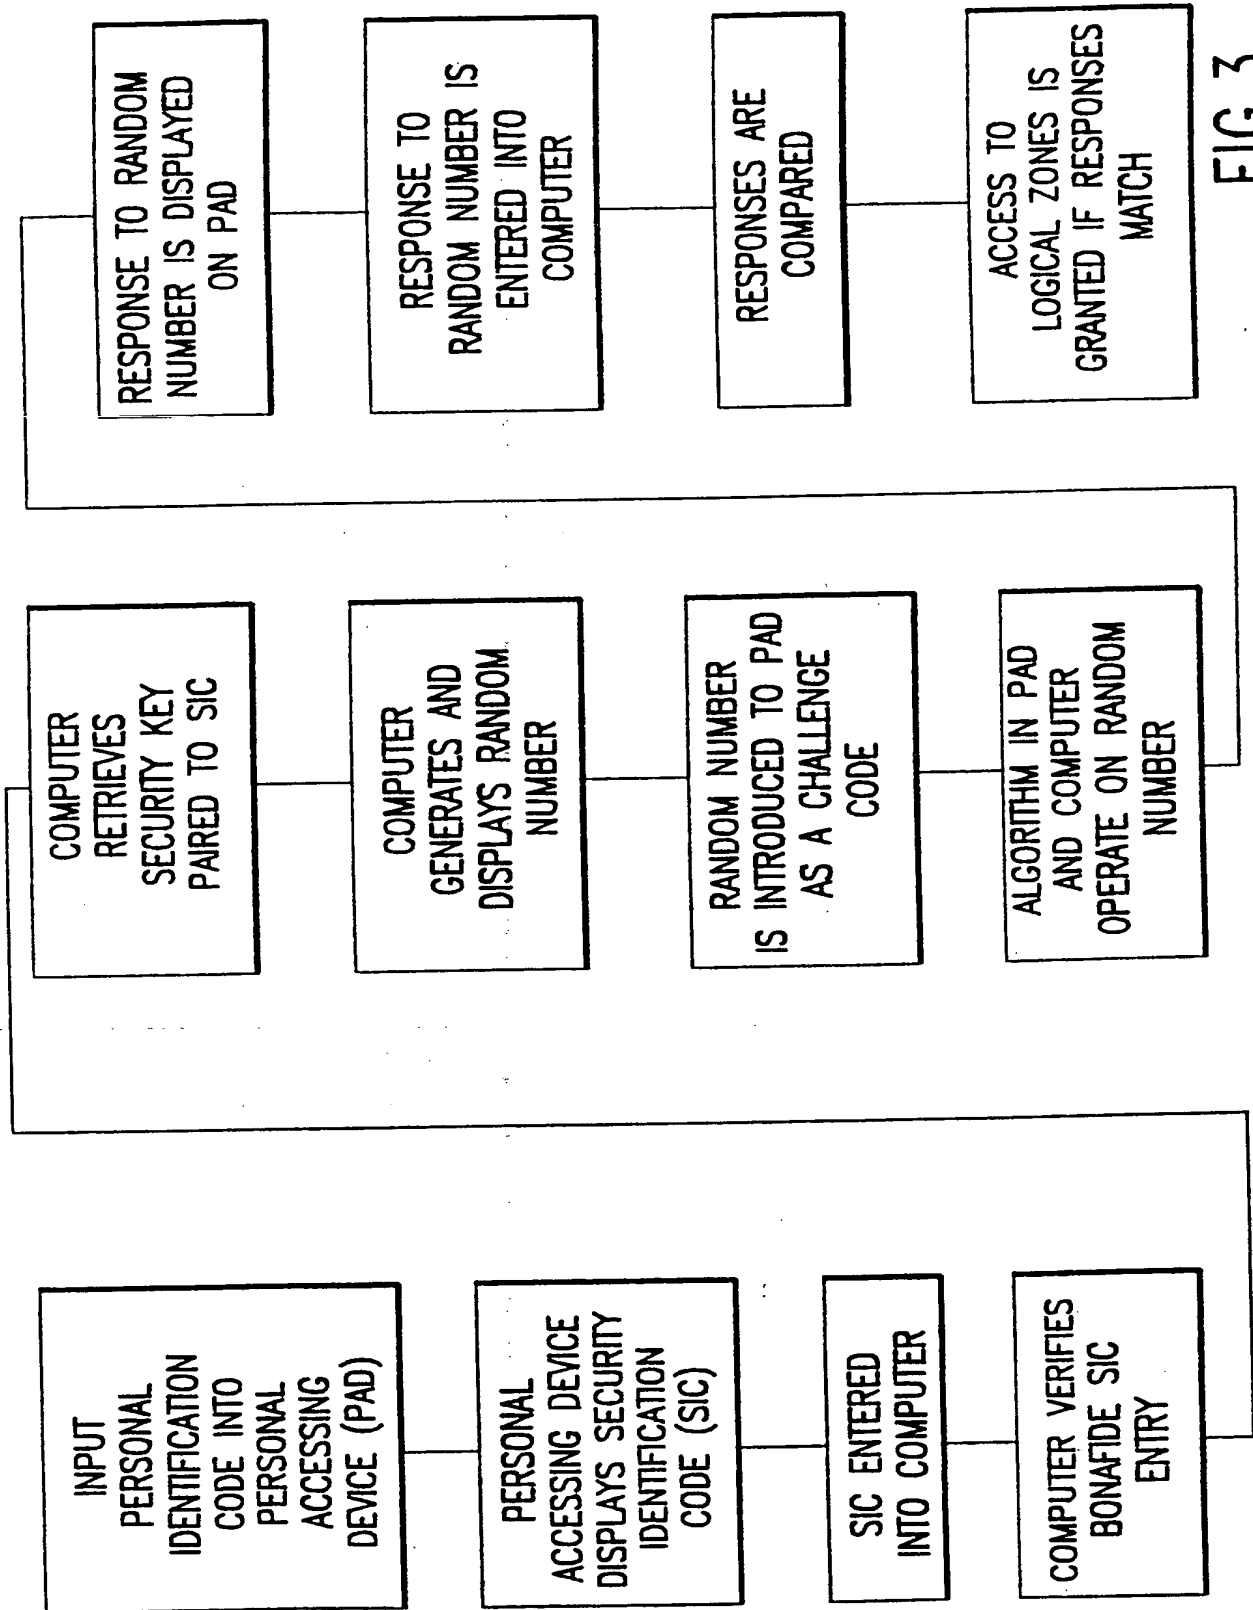 INPUT
PERSONAL
IDENTIFICATION
CODE INTO
PERSONAL
ACCESSING
DEVICE (PAD)
PERSONAL
ACCESSING DEVICE
DISPLAYS SECURITY
IDENTIFICATION
CODE (SIC)
SIC ENTERED
INTO COMPUTER
COMPUTER VERIFIES
BONAFIDE SIC
ENTRY
COMPUTER
RETRIEVES
SECURITY KEY
PAIRED TO SIC
COMPUTER
GENERATES AND
DISPLAYS RANDOM
NUMBER
RANDOM NUMBER
IS INTRODUCED TO PAD
AS A CHALLENGE
CODE
ALGORITHM IN PAD
AND COMPUTER
OPERATE ON RANDOM
NUMBER
RESPONSE TO RANDOM
NUMBER IS DISPLAYED
ON PAD
RESPONSE TO
RANDOM NUMBER IS
ENTERED INTO
COMPUTER
RESPONSES ARE
COMPARED
ACCESS TO
LOGICAL ZONES IS
GRANTED IF RESPONSES
MATCH
FIG. 3